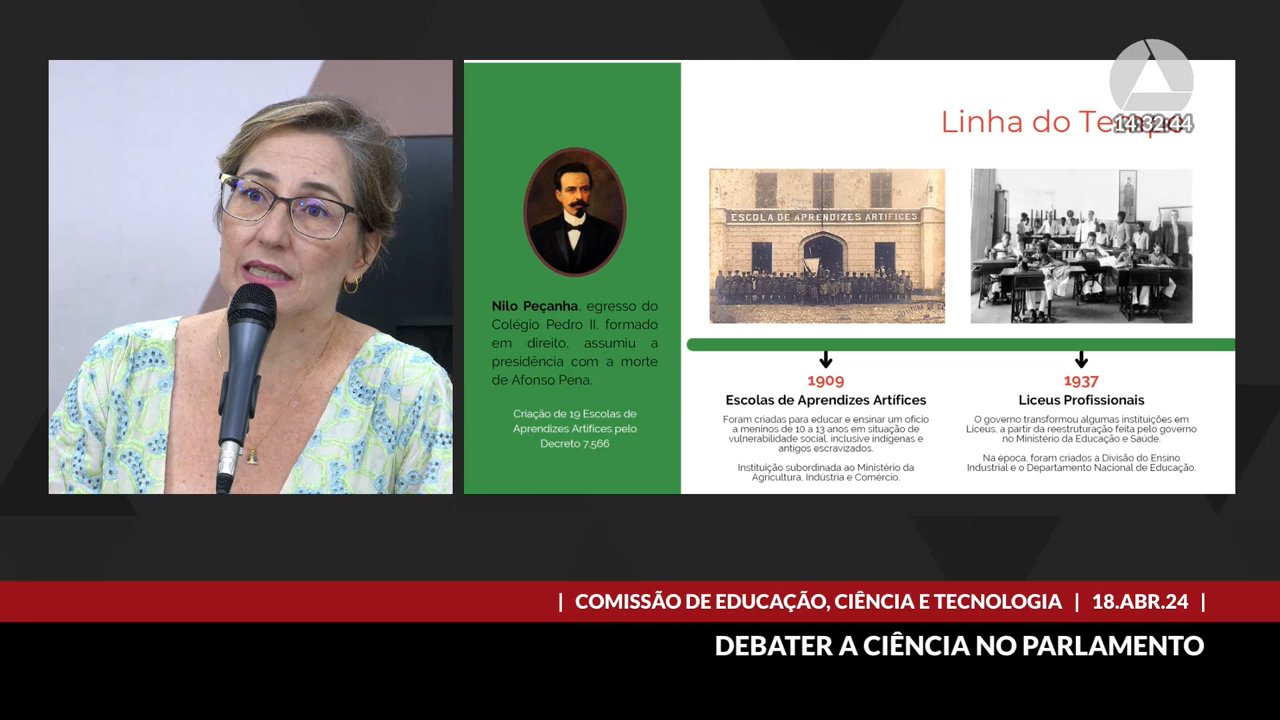 Linha do Tempo
14:32:44
ESCOLA DE APRENDIZES ARTIFICES
Nilo Peçanha, egresso do
Colégio Pedro II, formado
em direito, assumiu a
presidência com a morte
de Afonso Pena.
Criação de 19 Escolas de
Aprendizes Artífices pelo
Decreto 7.566
1909
Escolas de Aprendizes Artífices
Foram criadas para educar e ensinar um ofício
a meninos de 10 a 13 anos em situação de
vulnerabilidade social, inclusive indígenas e
antigos escravizados.
Instituição subordinada ao Ministério da
Agricultura, Indústria e Comércio.
1937
Liceus Profissionais
O governo transformou algumas instituições em
Liceus, a partir da reestruturação feita pelo governo
no Ministério da Educação e Saúde.
Na época, foram criados a Divisão do Ensino
Industrial e o Departamento Nacional de Educação.
| COMISSÃO DE EDUCAÇÃO, CIÊNCIA E TECNOLOGIA | 18.ABR.24 |
DEBATER A CIÊNCIA NO PARLAMENTO